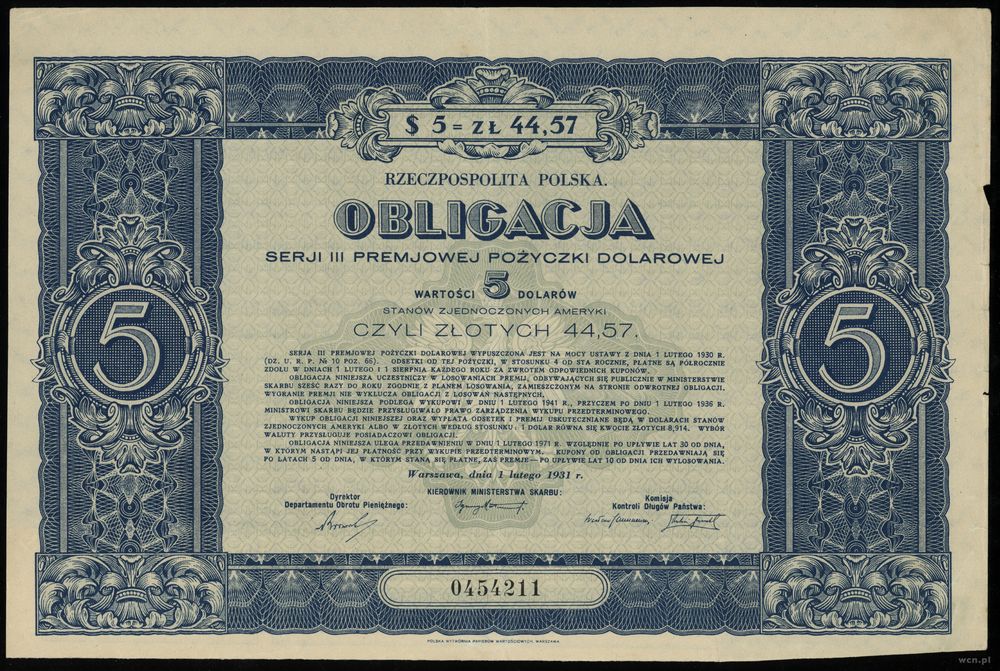 $ 5 = ZŁ 44,57
RZECZPOSPOLITA POLSKA.
OBLIGACJA
SERJI III PREMJOWEJ POŻYCZKI DOLAROWEJ
WARTOŚCI 5 DOLARÓW
STANÓW ZJEDNOCZONYCH AMERYKI
CZYLI ZŁOTYCH 44,57.
5
5
SERJA III PREMJOWEJ POŻYCZKI DOLAROWEJ WYPUSZCZONA JEST NA MOCY USTAWY Z DNIA 1 LUTEGO 1930 R.
(DZ. U. R. P. № 10 POZ. 66). ODSETKI OD TEJ POŻYCZKI, W STOSUNKU 4 OD STA ROCZNIE, PŁATNE SĄ PÓŁROCZNIE
ZDOŁU W DNIACH 1 LUTEGO I 1 SIERPNIA KAŻDEGO ROKU ZA ZWROTEM ODPOWIEDNICH KUPONÓW.
OBLIGACJA NINIEJSZA UCZESTNICZY W LOSOWANIACH PREMIJ, ODBYWAJĄCYCH SIĘ PUBLICZNIE W MINISTERSTWIE
SKARBU SZEŚĆ RAZY DO ROKU ZGODNIE Z PLANEM LOSOWANIA, ZAMIESZCZONYM NA STRONIE ODWROTNEJ OBLIGACJI.
WYGRANIE PREMJI NIE WYKLUCZA OBLIGACJI Z LOSOWAŃ NASTĘPNYCH.
OBLIGACJA NINIEJSZA PODLEGA WYKUPOWI W DNIU 1 LUTEGO 1941 R., PRZYCZEM PO DNIU 1 LUTEGO 1936 R.
MINISTROWI SKARBU BĘDZIE PRZYSŁUGIWAŁO PRAWO ZARZĄDZENIA WYKUPU PRZEDTERMINOWEGO.
WYKUP OBLIGACJI NINIEJSZEJ ORAZ WYPŁATA ODSETEK I PREMIJ USKUTECZNIANE BĘDĄ, W DOLARACH STANÓW
ZJEDNOCZONYCH AMERYKI ALBO W ZŁOTYCH WEDŁUG STOSUNKU: 1 DOLAR RÓWNA SIĘ KWOCIE ZŁOTYCH 8,914. WYBÓR
WALUTY PRZYSŁUGUJE POSIADACZOWI OBLIGACJI.
OBLIGACJA NINIEJSZA ULEGA PRZEDAWNIENIU W DNIU 1 LUTEGO 1971 R. WZGLĘDNIE PO UPŁYWIE LAT 30 OD DNIA,
W KTÓRYM NASTĄPI JEJ PŁATNOŚĆ PRZY WYKUPIE PRZEDTERMINOWYM. KUPONY OD OBLIGACJI PRZEDAWNIAJĄ SIĘ
PO LATACH 5 OD DNIA, W KTÓRYM STANĄ SIĘ PŁATNE, ZAŚ PREMJE — PO UPŁYWIE LAT 10 OD DNIA ICH WYLOSOWANIA.
Warszawa, dnia 1 lutego 1931 r.
Dyrektor
Departamentu Obrotu Pieniężnego:
KIEROWNIK MINISTERSTWA SKARBU:
Komisja
Kontroli Długów Państwa:
0454211
POLSKA WYTWÓRNIA PAPIERÓW WARTOŚCIOWYCH, WARSZAWA
wcn.pl